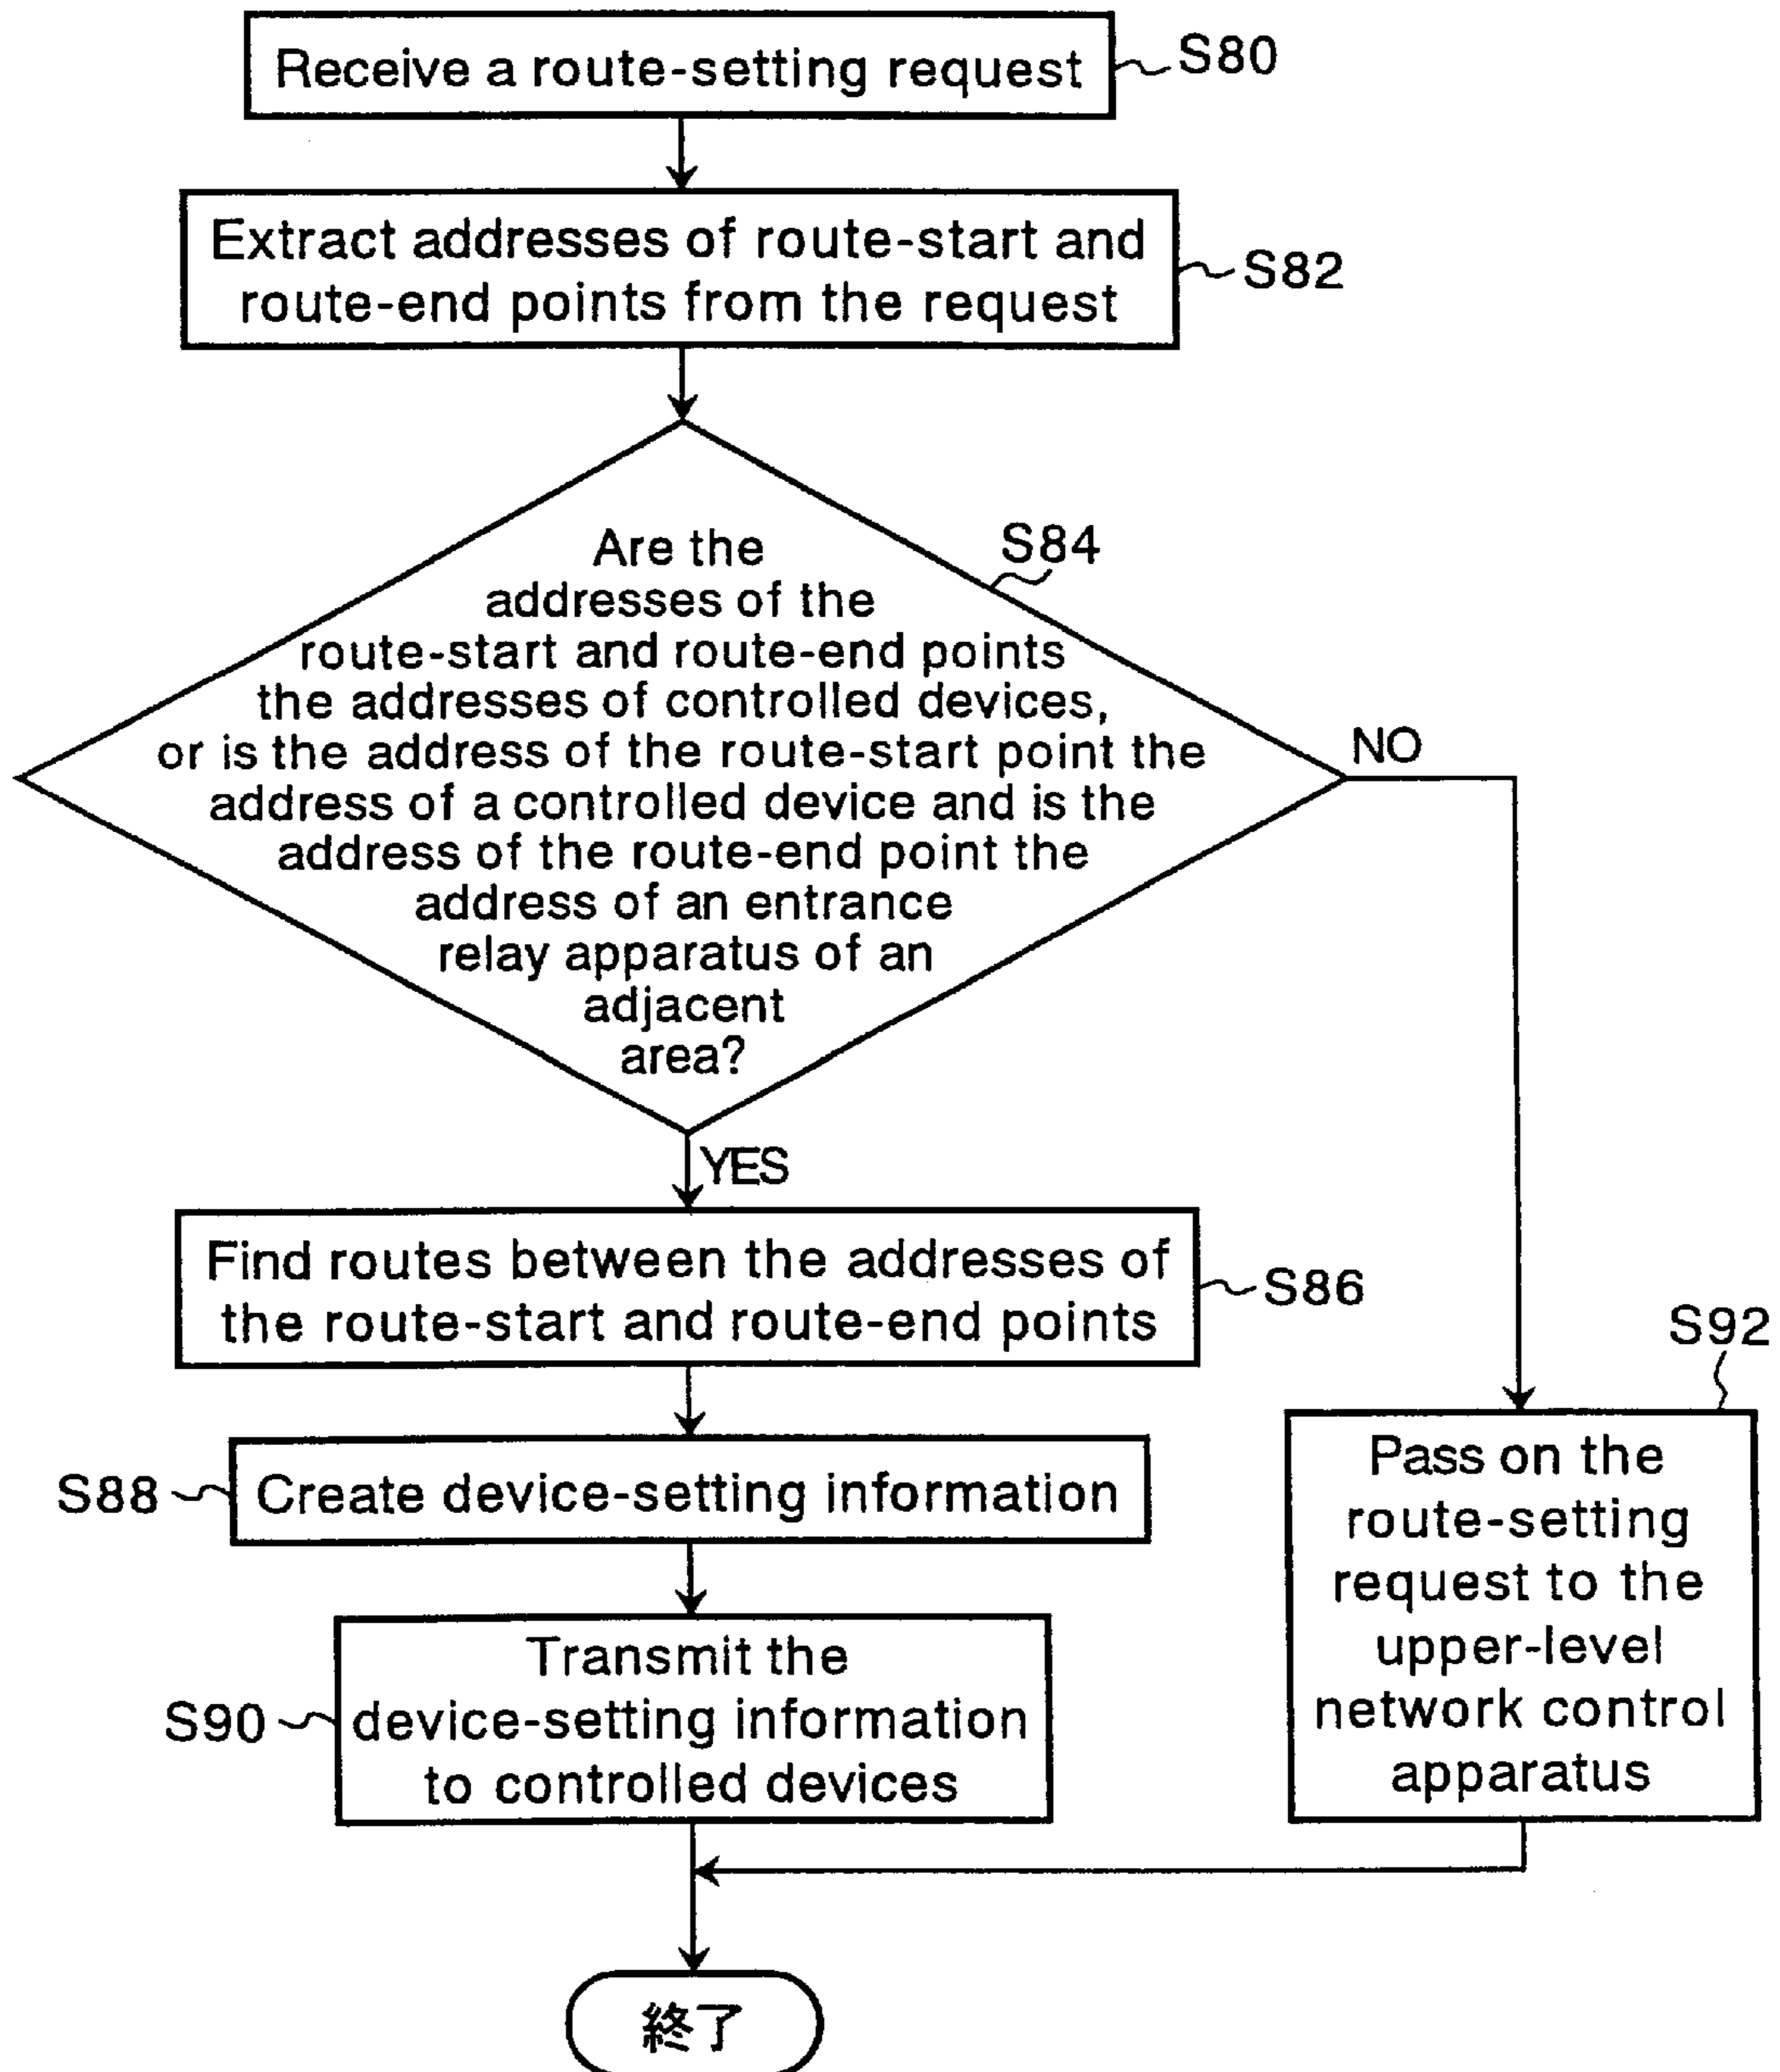 Receive a route-setting request
S80
Extract addresses of route-start and
route-end points from the request
S82
S84
Are the
addresses of the
route-start and route-end points
the addresses of controlled devices,
or is the address of the route-start point the
address of a controlled device and is the
address of the route-end point the
address of an entrance
relay apparatus of an
adjacent
area?
NO
YES
Find routes between the addresses of
the route-start and route-end points
S86
S88
Create device-setting information
S92
Pass on the
route-setting
request to the
upper-level
network control
apparatus
S90
Transmit the
device-setting information
to controlled devices
終了